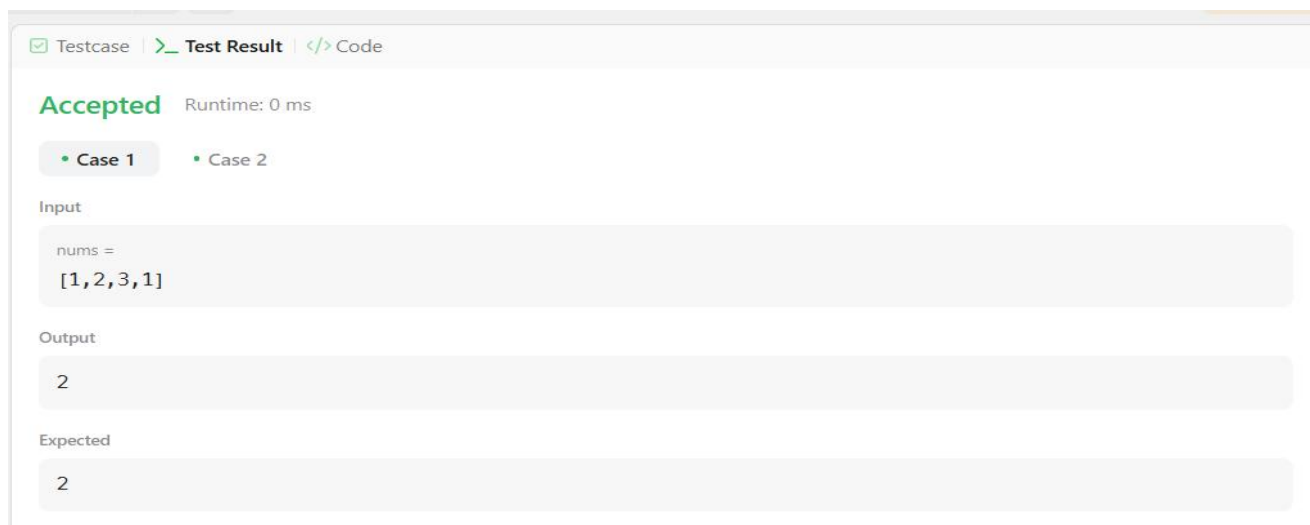 Testcase >_ Test Result </> Code
Accepted Runtime: 0 ms
• Case 1 • Case 2
Input
nums =
[1,2,3,1]
Output
2
Expected
2